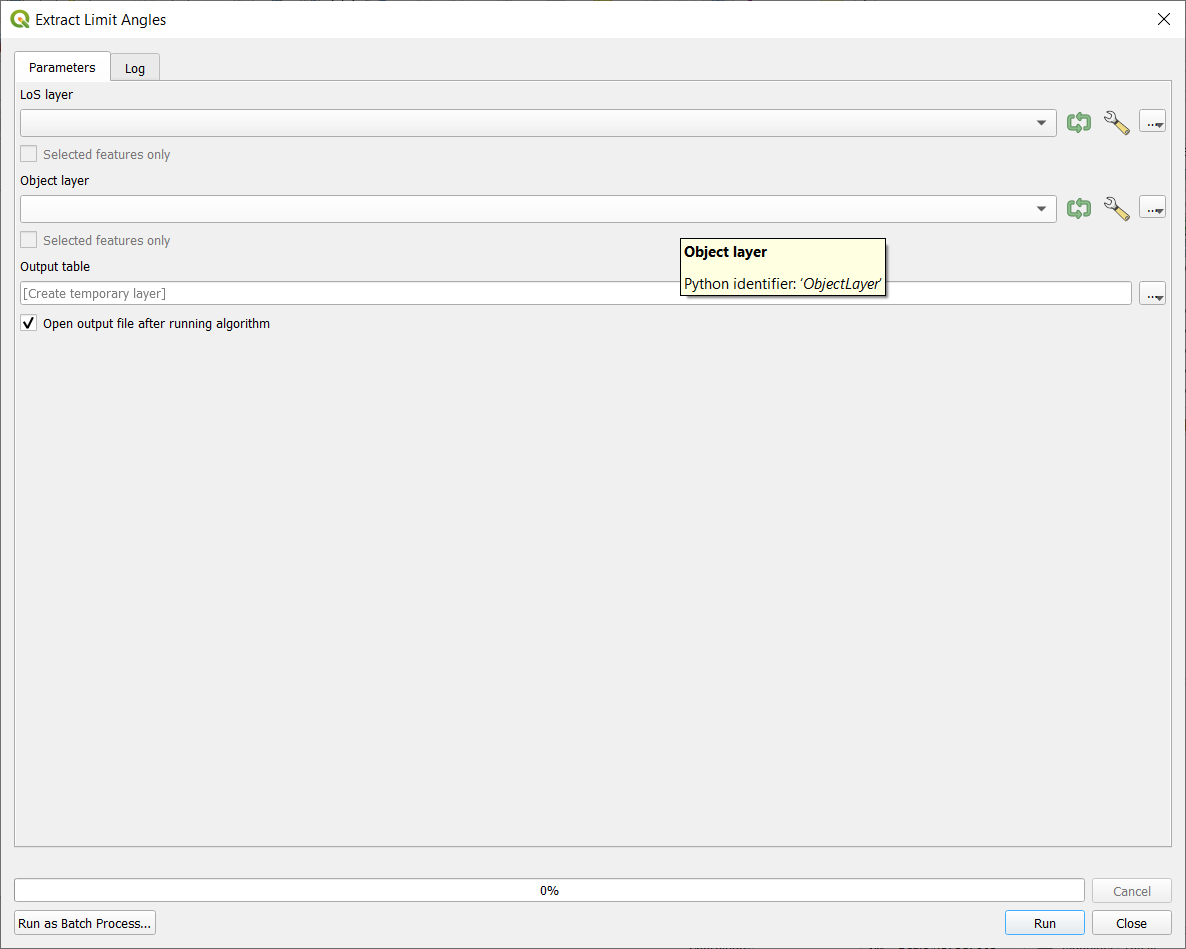 Extract Limit Angles
Parameters
Log
LoS layer
...
Selected features only
Object layer
...
Selected features only
Object layer
Python identifier: 'ObjectLayer'
Output table
[Create temporary layer]
...
Open output file after running algorithm
0%
Cancel
Run as Batch Process...
Run
Close